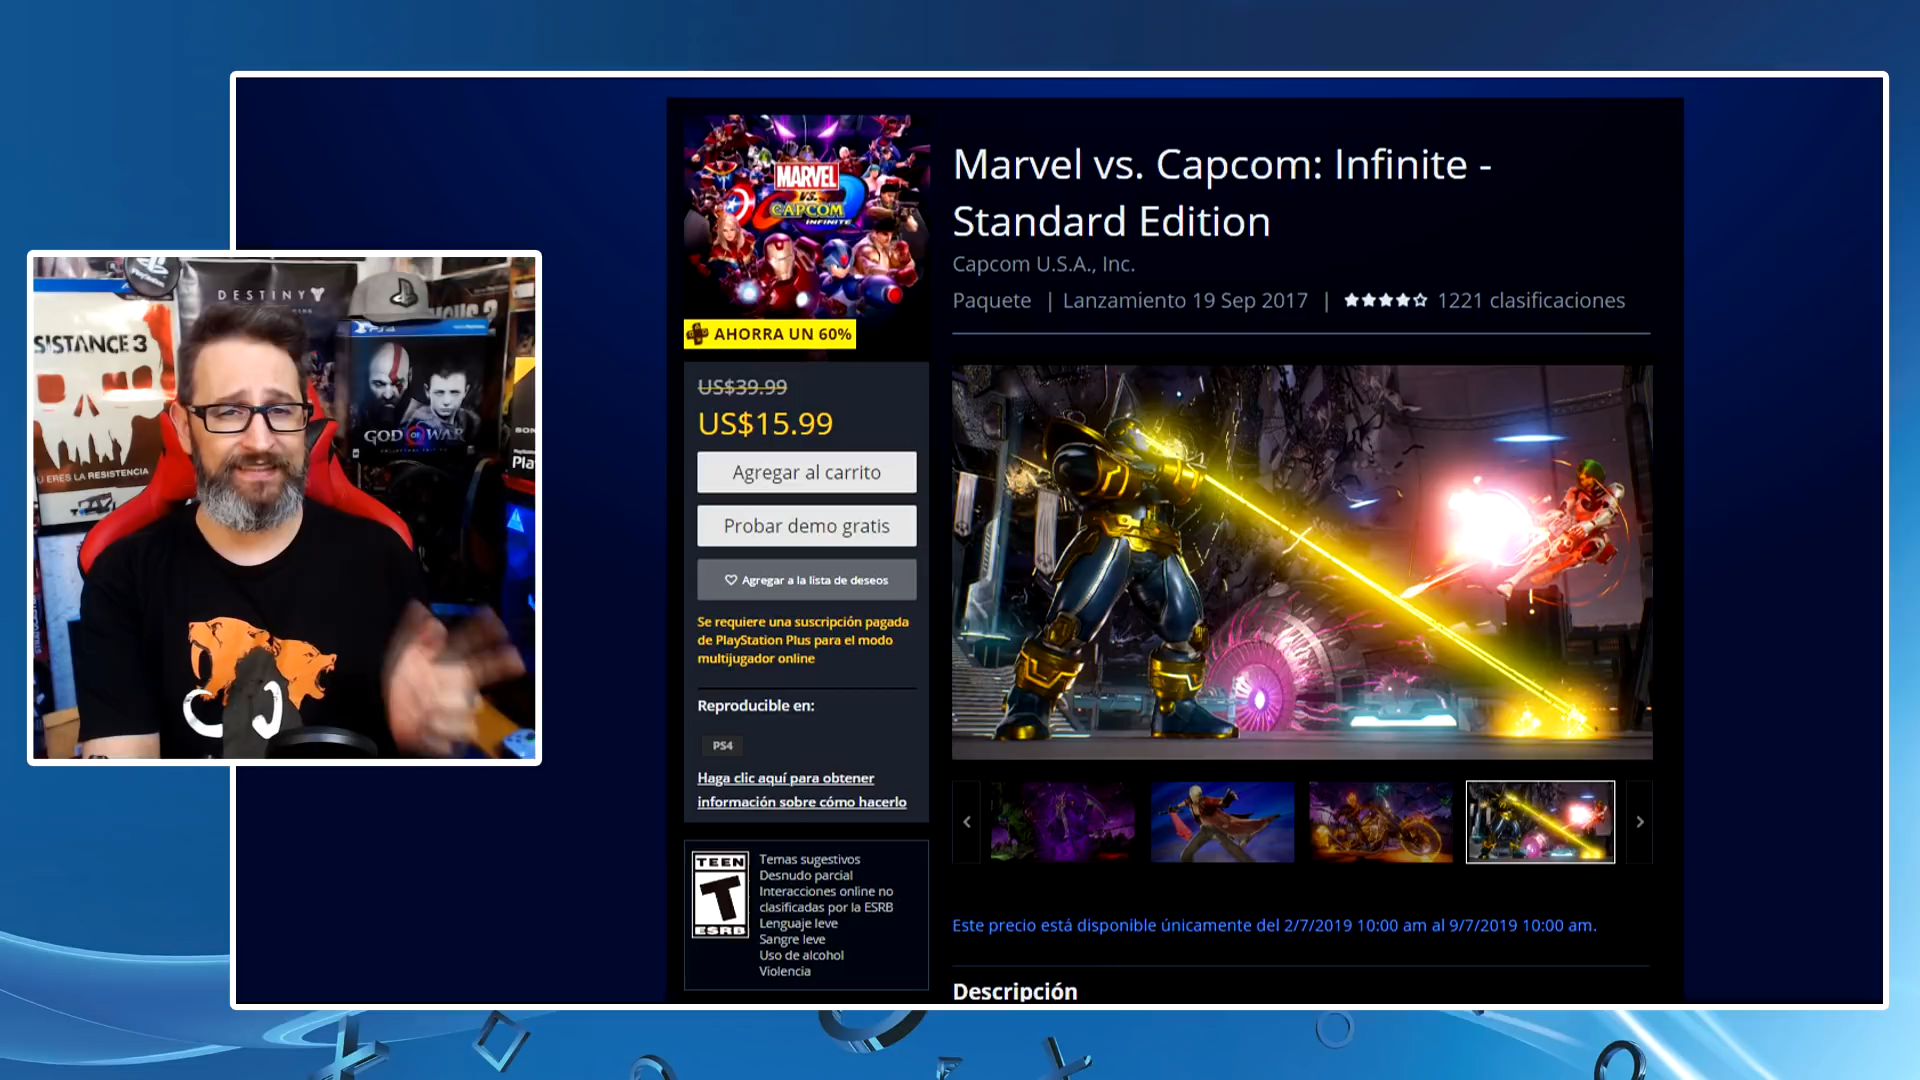 Marvel vs. Capcom: Infinite -
Standard Edition
Capcom U.S.A., Inc.
Paquete | Lanzamiento 19 Sep 2017 | 1221 clasificaciones
MARVEL
VS.
CAPCOM
INFINITE
AHORRA UN 60%
US$39.99
US$15.99
Agregar al carrito
Probar demo gratis
Agregar a la lista de deseos
Se requiere una suscripción pagada
de PlayStation Plus para el modo
multijugador online
Reproducible en:
PS4
Haga clic aquí para obtener
información sobre cómo hacerlo
TEEN
T
ESRB
Temas sugestivos
Desnudo parcial
Interacciones online no
clasificadas por la ESRB
Lenguaje leve
Sangre leve
Uso de alcohol
Violencia
Este precio está disponible únicamente del 2/7/2019 10:00 am al 9/7/2019 10:00 am.
Descripción
DESTINY
SISTANCE 3
Ú ERES LA RESISTENCIA
PS4
GOD OF WAR
SON
Pla